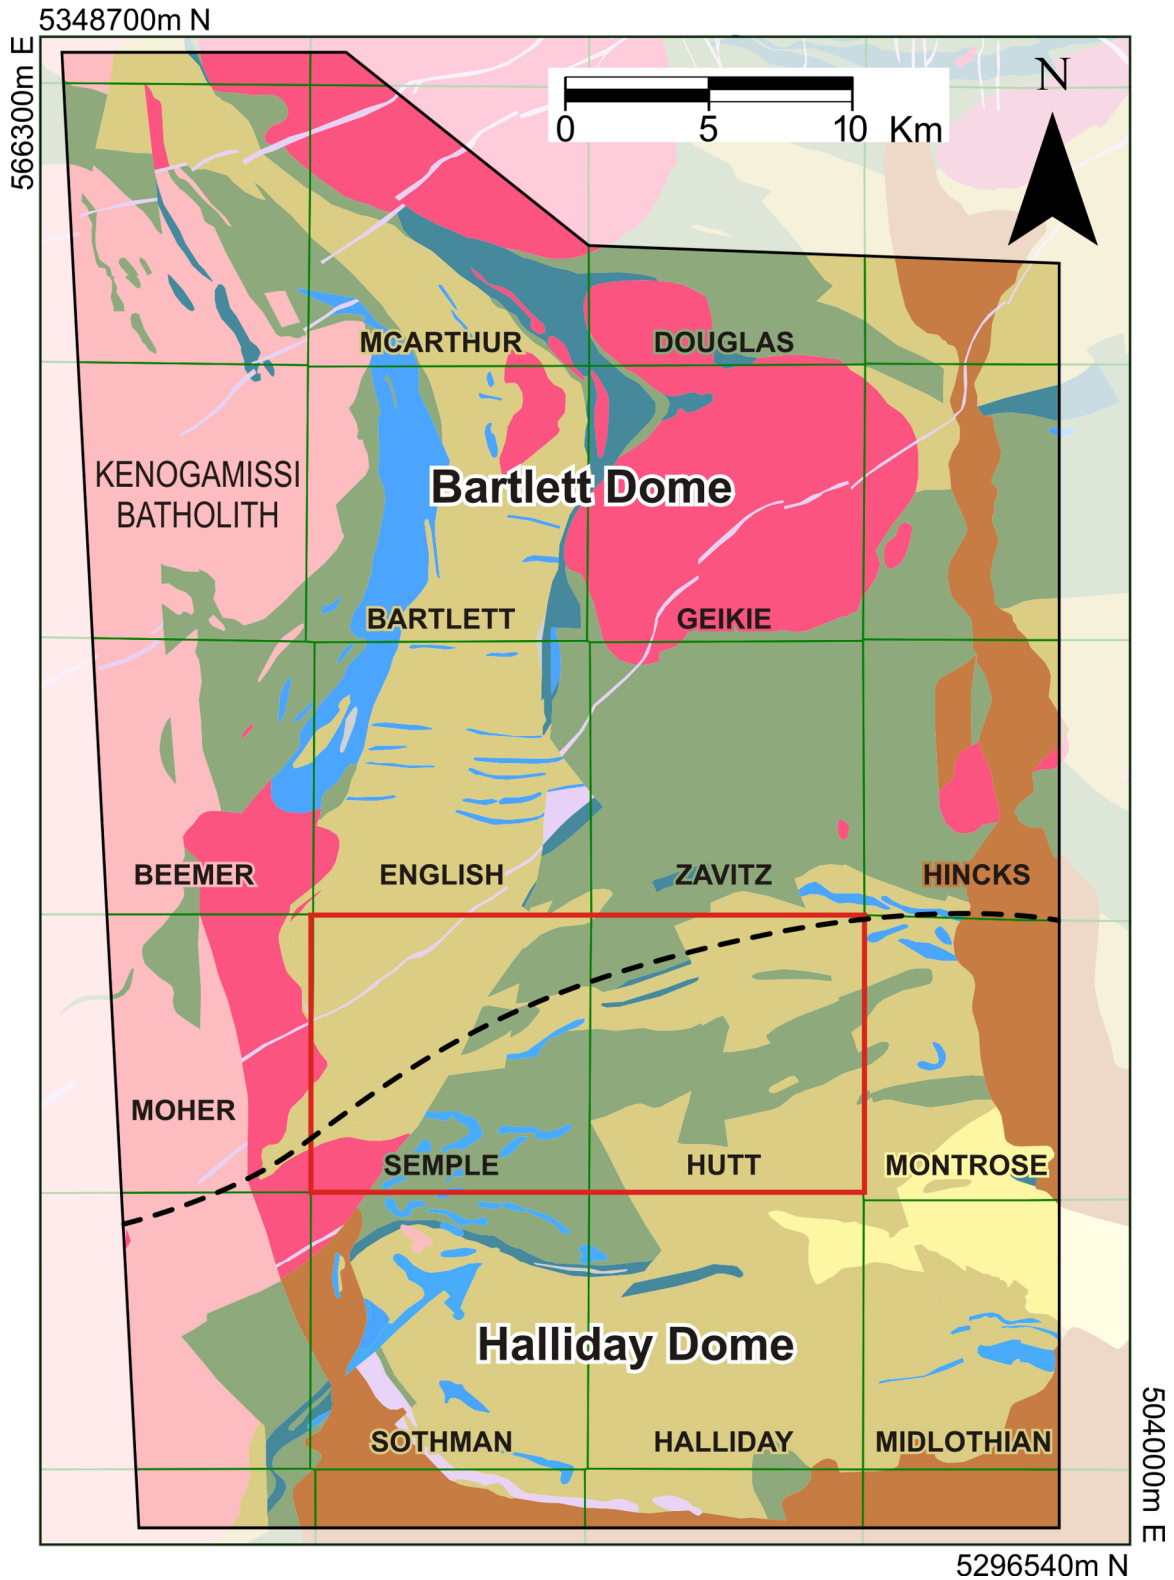 5348700m N
566300m E
N
0 5 10 Km
MCARTHUR
DOUGLAS
KENOGAMISSI
BATHOLITH
Bartlett Dome
BARTLETT
GEIKIE
BEEMER
ENGLISH
ZAVITZ
HINCKS
MOHER
SEMPLE
HUTT
MONTROSE
Halliday Dome
SOTHMAN
HALLIDAY
MIDLOTHIAN
504000m E
5296540m N